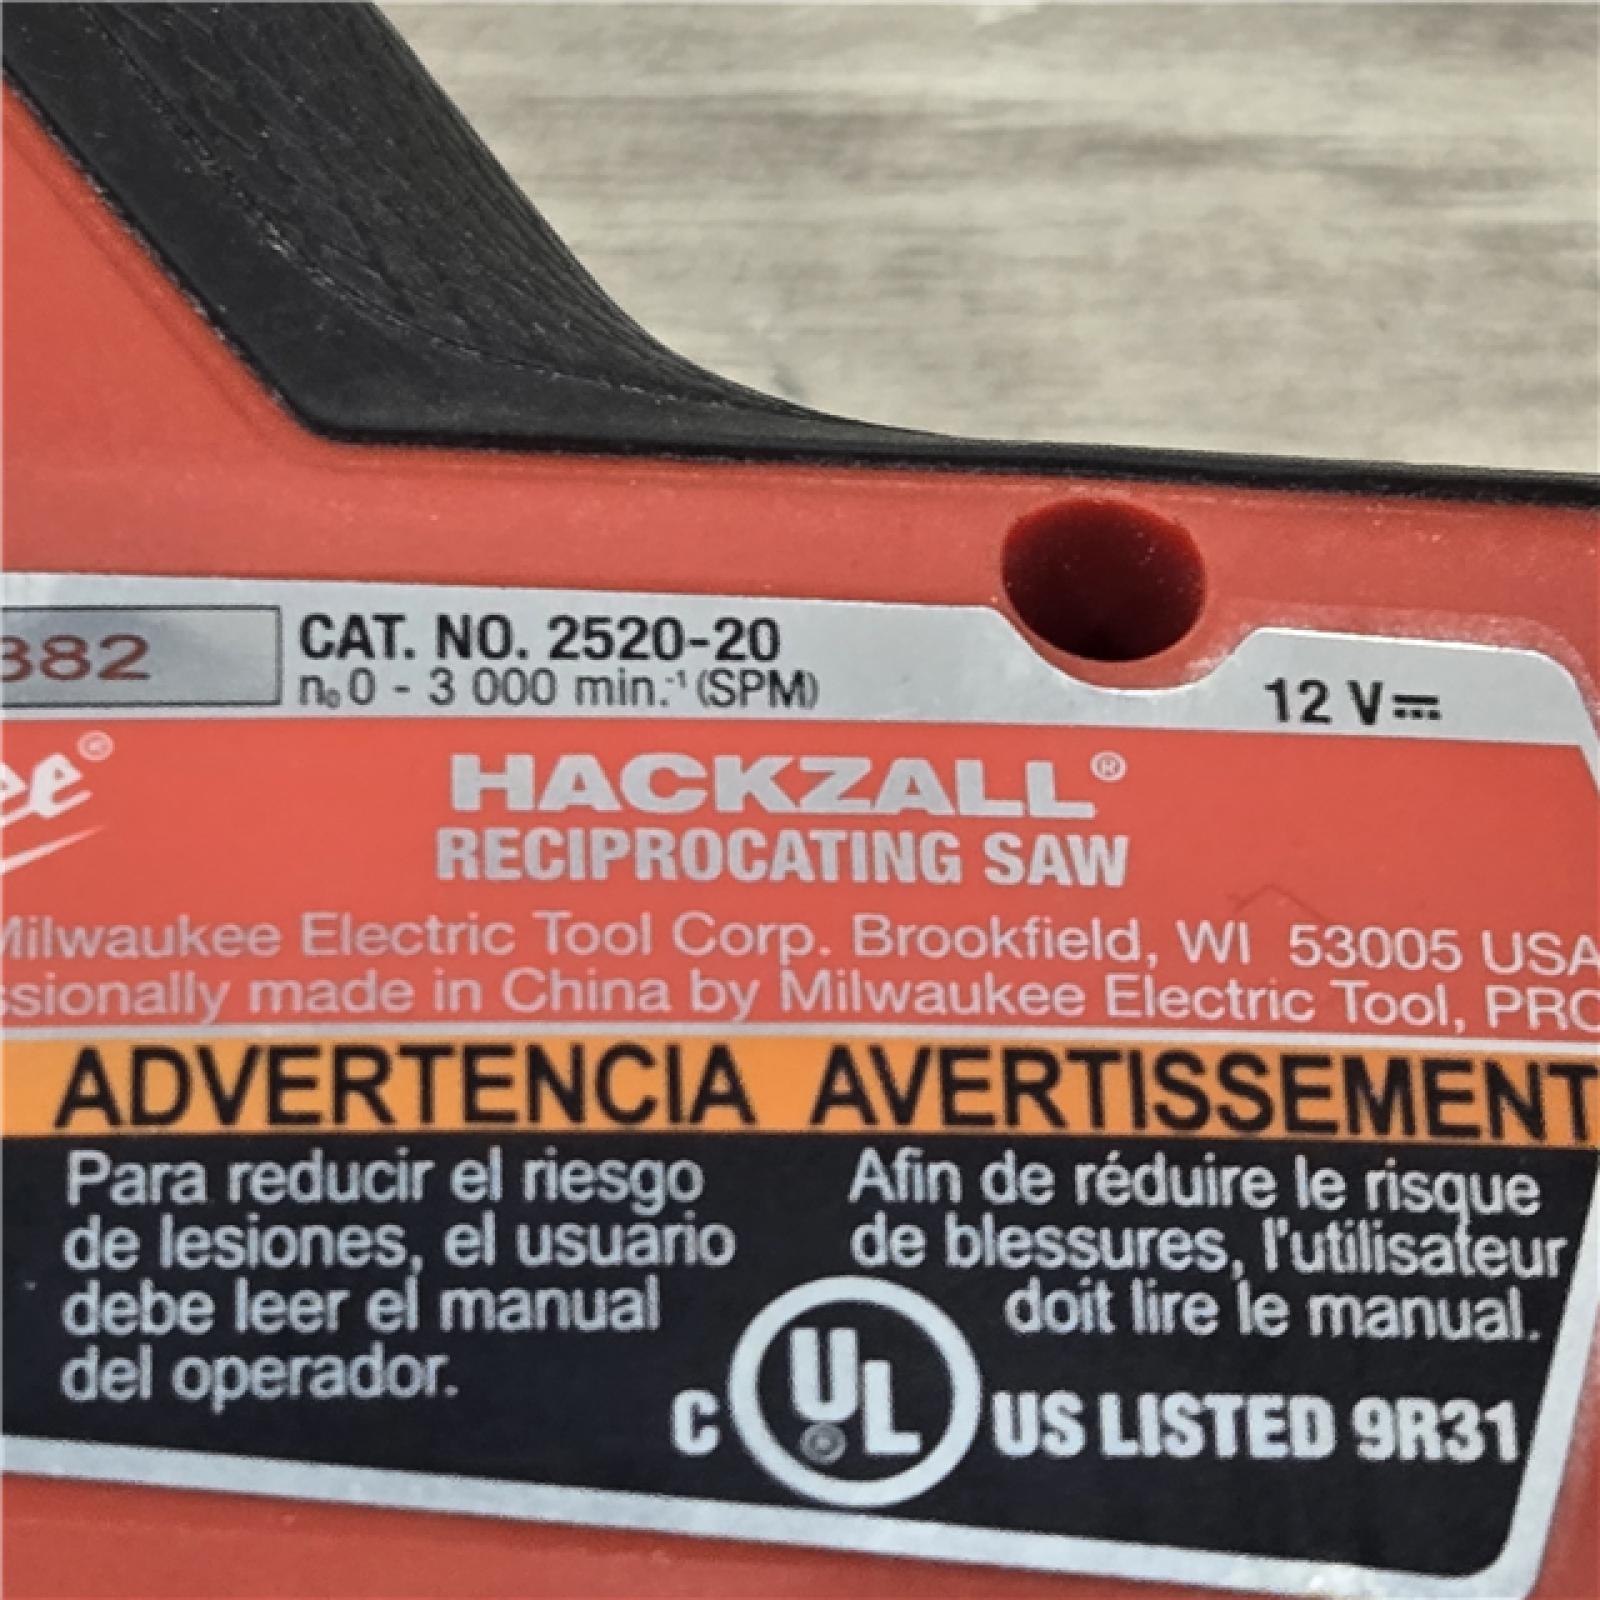 382
CAT. NO. 2520-20
n₀ 0 - 3 000 min.⁻¹ (SPM)
12 V⎓
HACKZALL®
RECIPROCATING SAW
Milwaukee Electric Tool Corp. Brookfield, WI 53005 USA
made in China by Milwaukee Electric Tool, PRC
ADVERTENCIA AVERTISSEMENT
Para reducir el riesgo
de lesiones, el usuario
debe leer el manual
del operador.
Afin de réduire le risque
de blessures, l'utilisateur
doit lire le manual.
C UL US LISTED 9R31